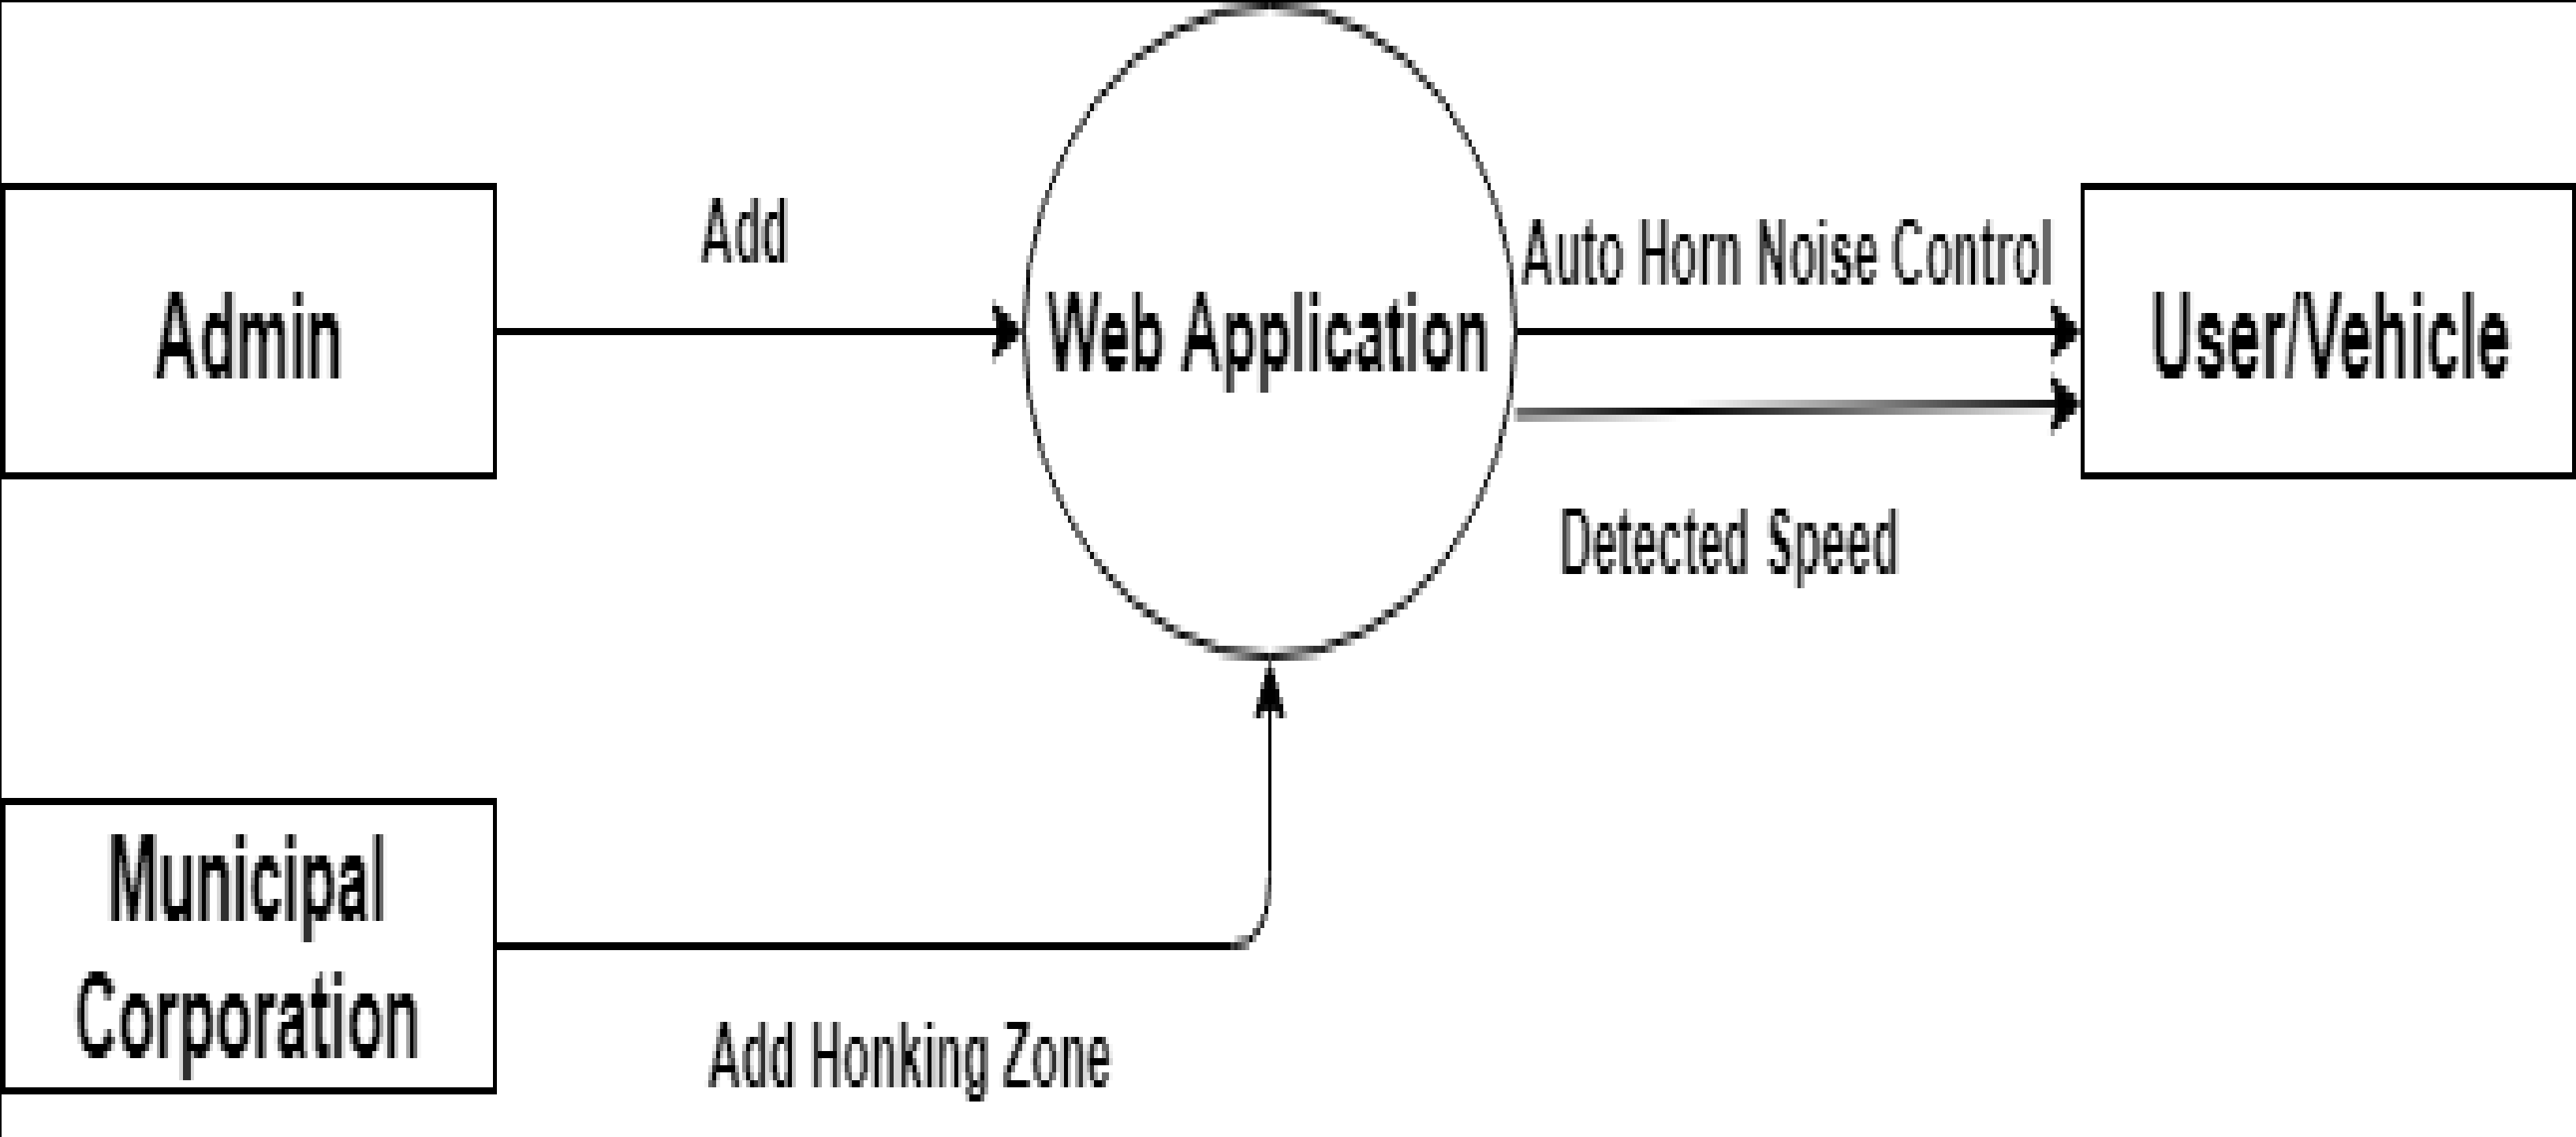 Add
Admin
Web Application
Auto Horn Noise Control
User/Vehicle
Detected Speed
Municipal
Corporation
Add Honking Zone